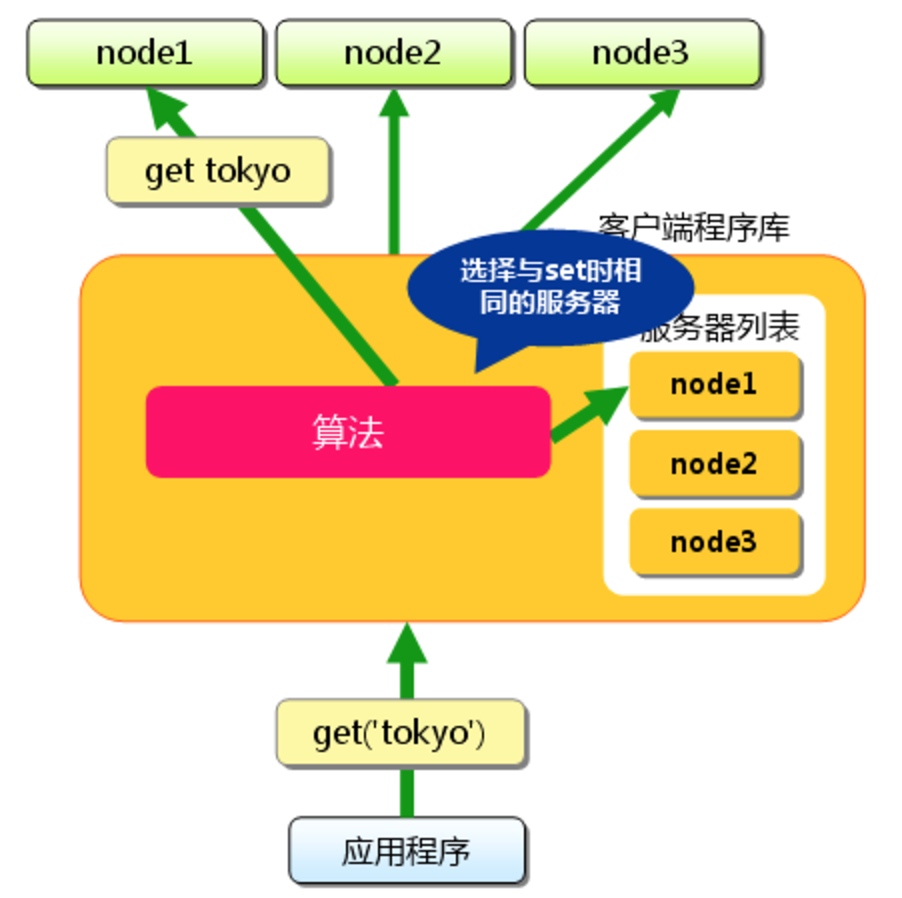 node1
node2
node3
get tokyo
客户端程序库
选择与set时相
同的服务器
服务器列表
node1
算法
node2
node3
get('tokyo')
应用程序